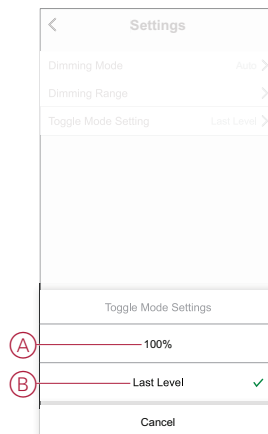 Settings
Dimming Mode Auto
Dimming Range
Toggle Mode Setting Last Level
Toggle Mode Settings
A 100%
B Last Level
Cancel